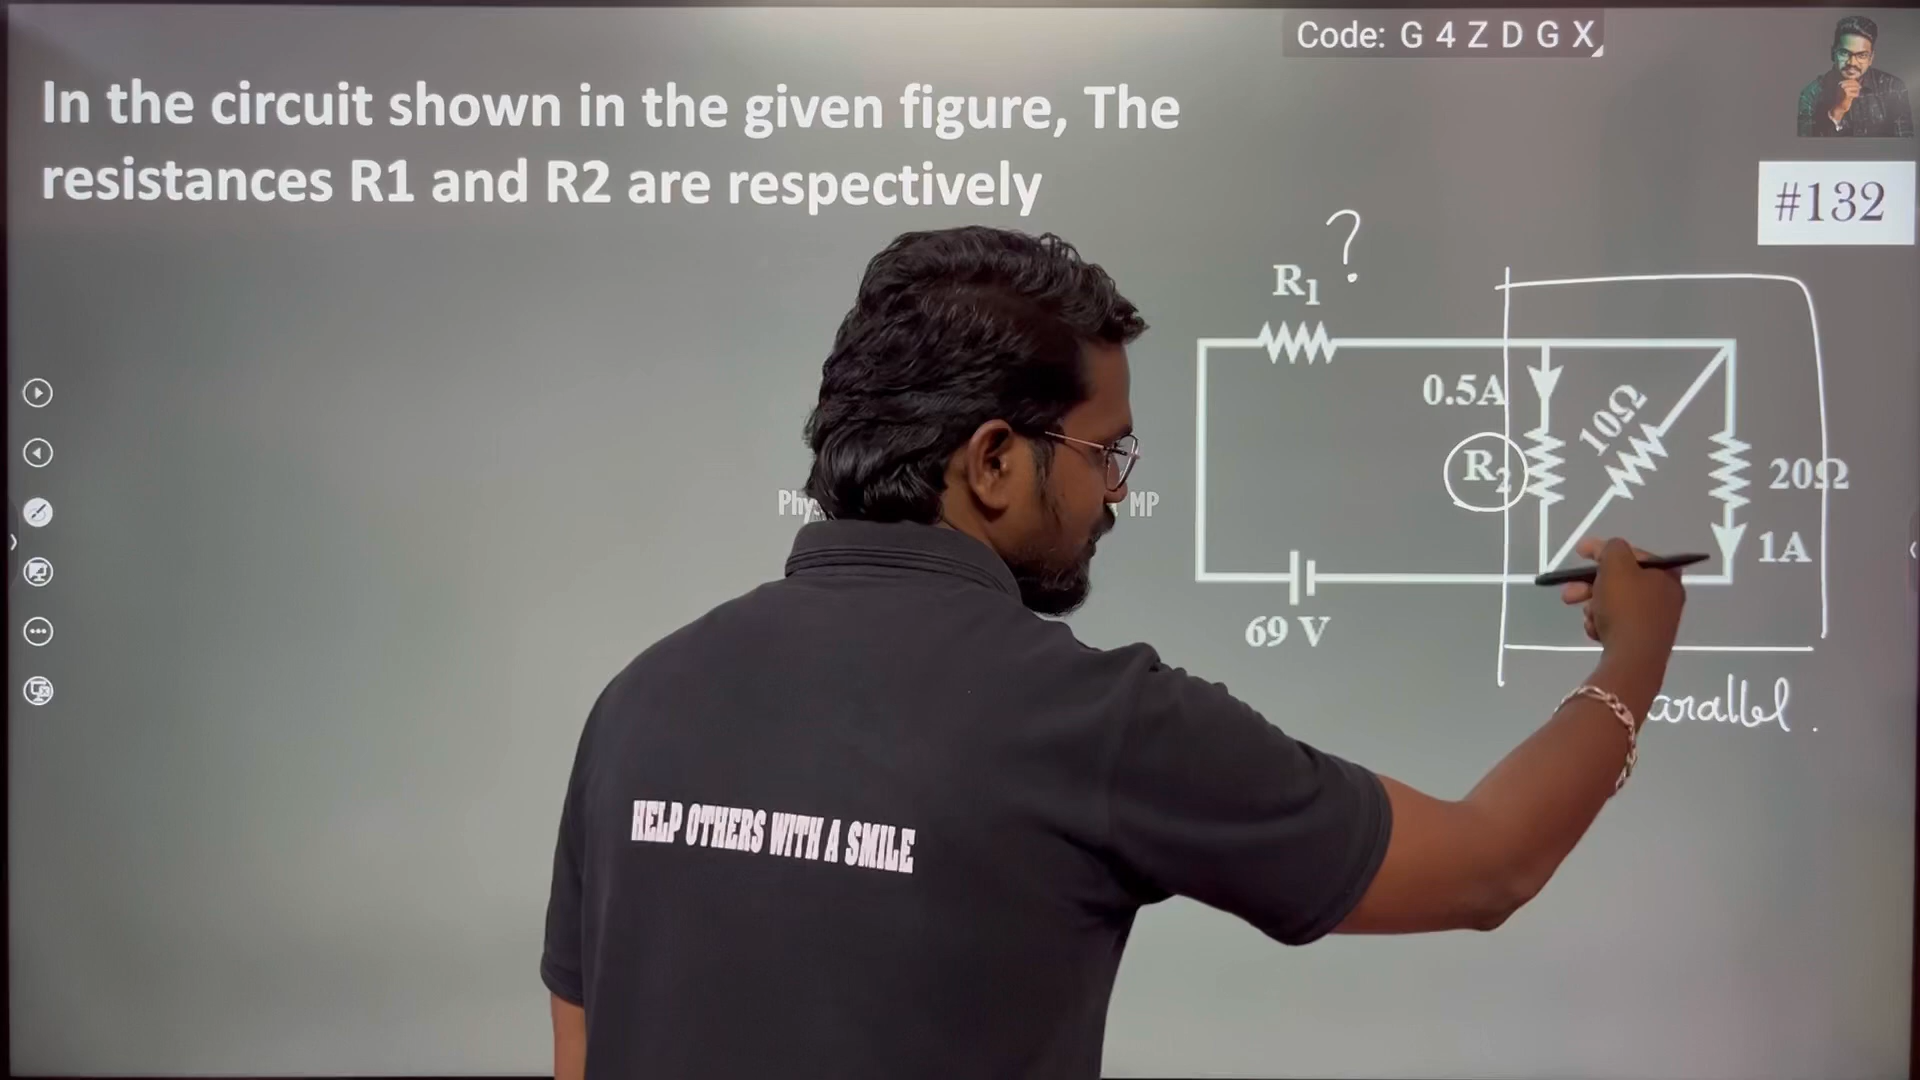 Code: G 4 Z D G X
In the circuit shown in the given figure, The
resistances R1 and R2 are respectively
#132
?
R1
0.5A
10Ω
R2
20Ω
MP
1A
69 V
HELP OTHERS WITH A SMILE